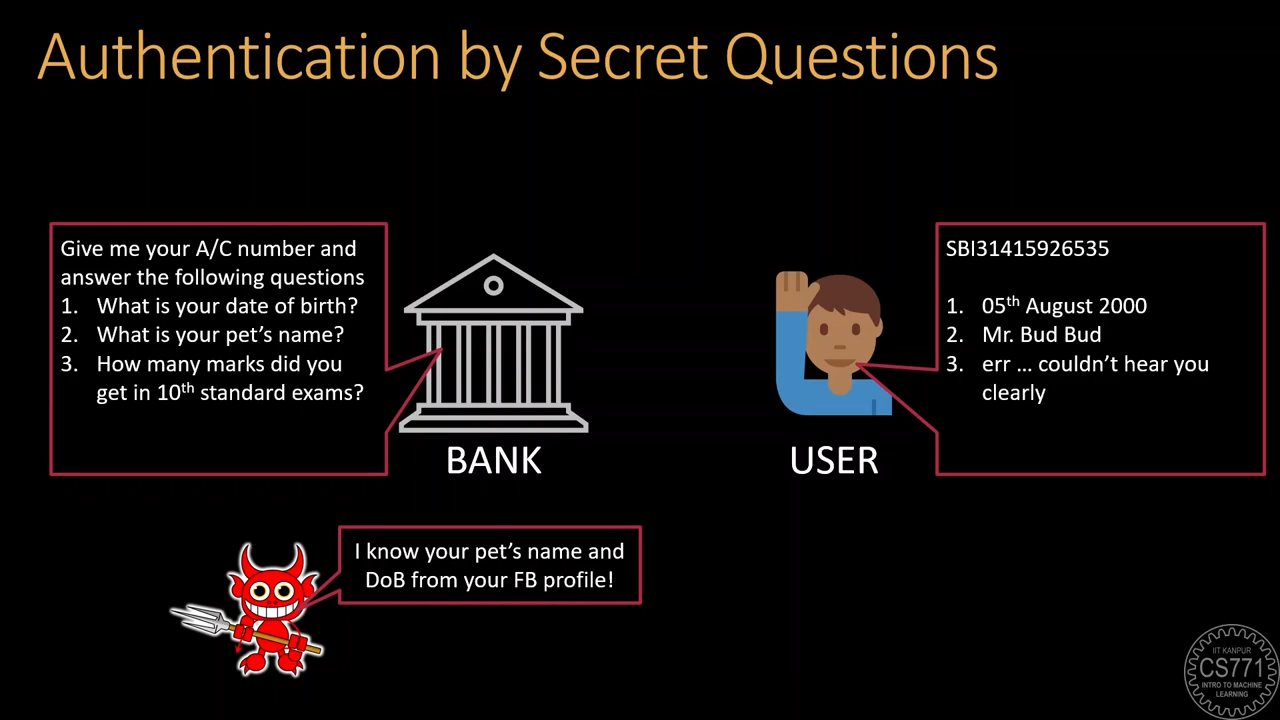 Authentication by Secret Questions
Give me your A/C number and
answer the following questions
1. What is your date of birth?
2. What is your pet's name?
3. How many marks did you
get in 10th standard exams?
BANK
USER
SBI31415926535
1. 05th August 2000
2. Mr. Bud Bud
3. err … couldn't hear you
clearly
I know your pet's name and
DoB from your FB profile!
IIT KANPUR
CS771
INTRO TO MACHINE
LEARNING